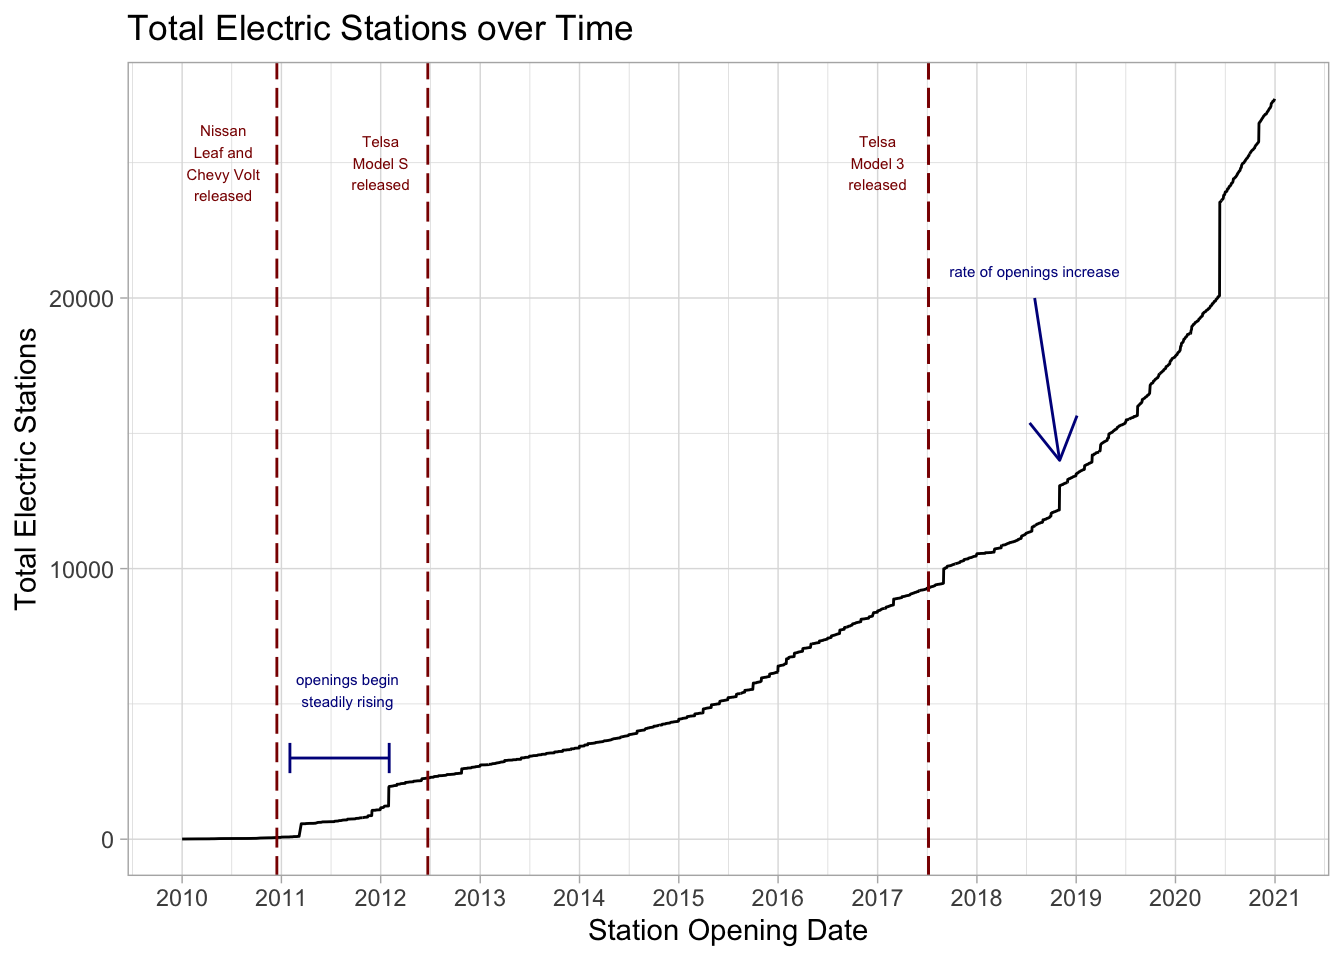 Total Electric Stations over Time
Nissan
Leaf and
Chevy Volt
released
Telsa
Model S
released
Telsa
Model 3
released
rate of openings increase
openings begin
steadily rising
Total Electric Stations
20000
10000
0
2010 2011 2012 2013 2014 2015 2016 2017 2018 2019 2020 2021
Station Opening Date